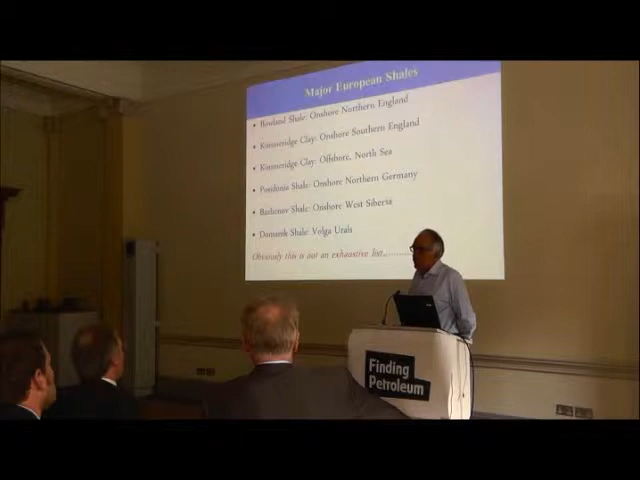 Major European Shales
• Bowland Shale: Onshore Northern England
• Kimmeridge Clay: Onshore Southern England
• Kimmeridge Clay: Offshore, North Sea
• Posidonia Shale: Onshore Northern Germany
• Bazhenov Shale: Onshore West Siberia
• Domanik Shale: Volga Urals
Obviously this is not an exhaustive list............
Finding
Petroleum